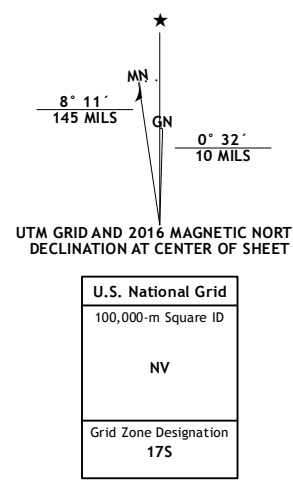 ★
MN
8° 11´
145 MILS
GN
0° 32´
10 MILS
UTM GRID AND 2016 MAGNETIC NORT
DECLINATION AT CENTER OF SHEET
U.S. National Grid
100,000-m Square ID
NV
Grid Zone Designation
17S